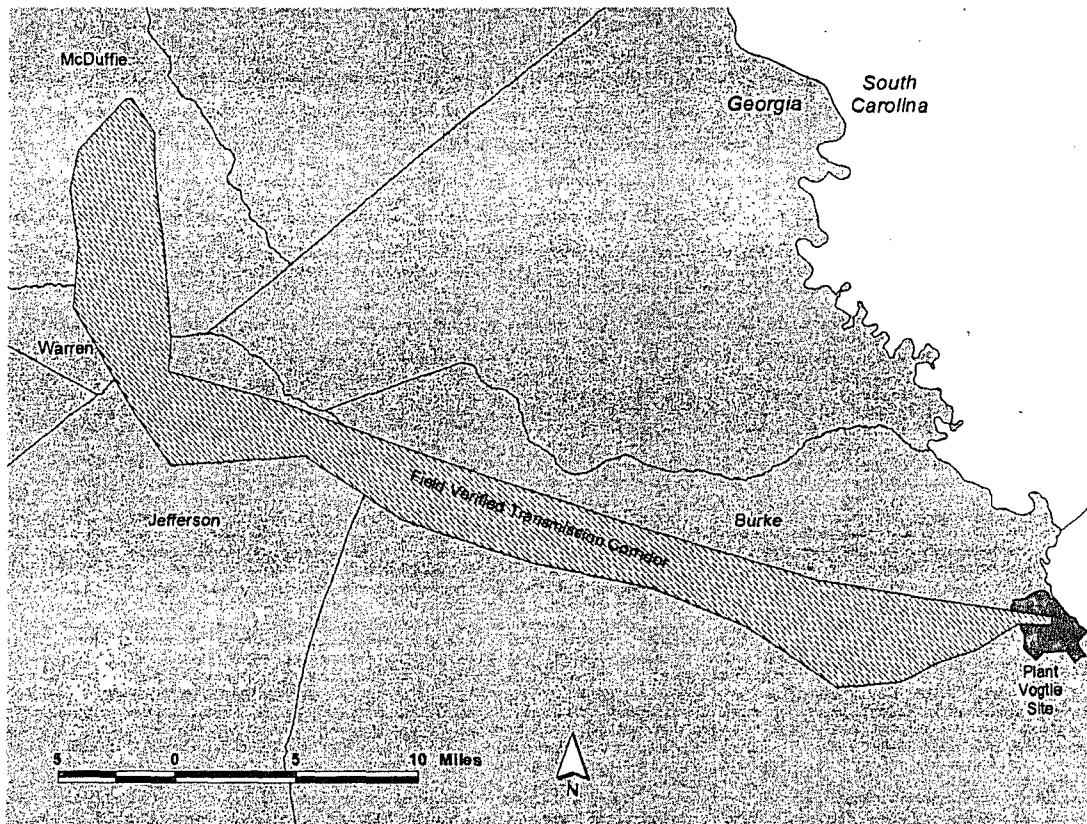 McDuffie
Georgia
South
Carolina
Warren
Field Verified Transmission Corridor
Jefferson
Burke
Plant
Vogtle
Site
5 0 5 10 Miles
N